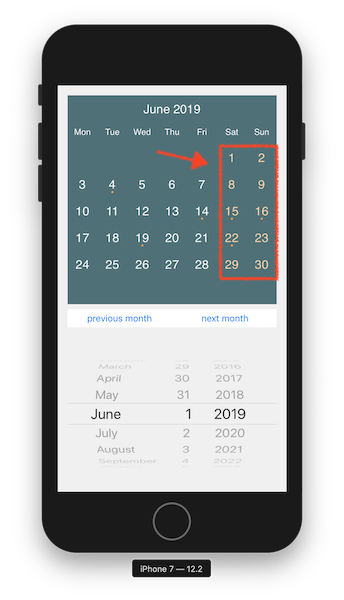 June 2019
Mon Tue Wed Thu Fri Sat Sun
1 2
3 4 5 6 7 8 9
10 11 12 13 14 15 16
17 18 19 20 21 22 23
24 25 26 27 28 29 30
previous month next month
March 29 2016
April 30 2017
May 31 2018
June 1 2019
July 2 2020
August 3 2021
September 4 2022
iPhone 7 — 12.2